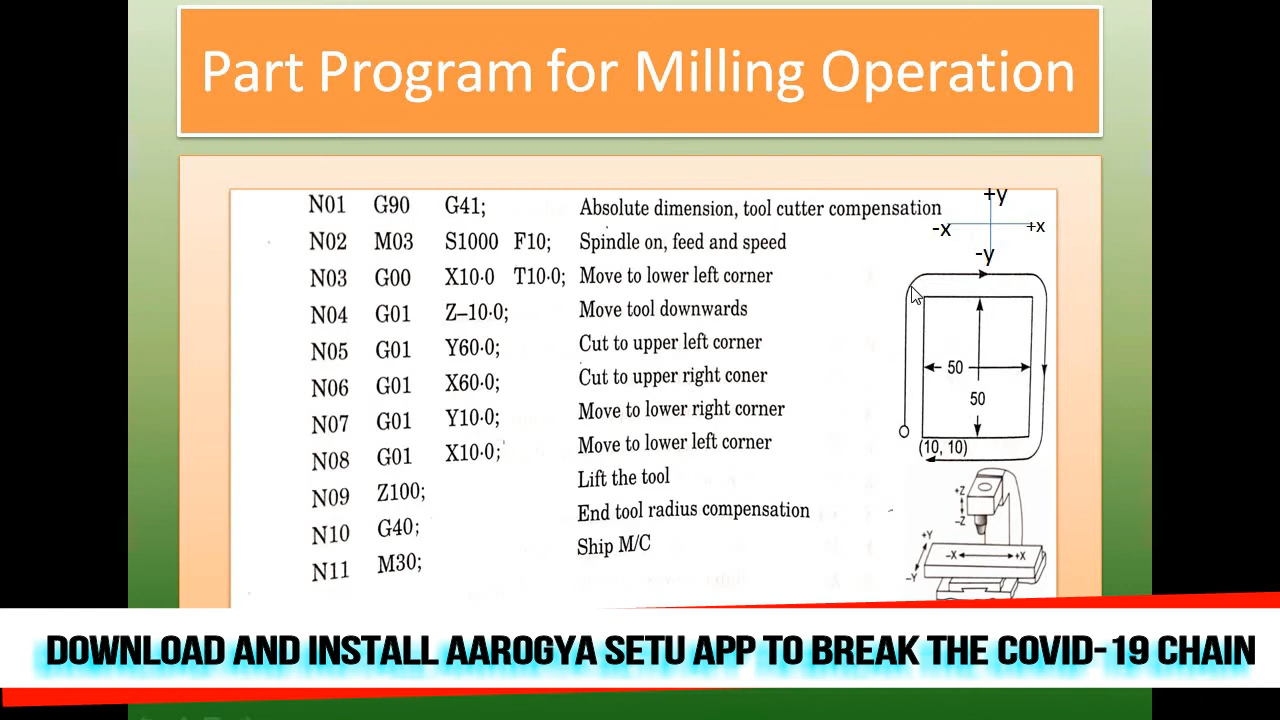 Part Program for Milling Operation
N01 G90 G41; Absolute dimension, tool cutter compensation
N02 M03 S1000 F10; Spindle on, feed and speed
N03 G00 X10·0 T10·0; Move to lower left corner
N04 G01 Z–10·0; Move tool downwards
N05 G01 Y60·0; Cut to upper left corner
N06 G01 X60·0; Cut to upper right coner
N07 G01 Y10·0; Move to lower right corner
N08 G01 X10·0; Move to lower left corner
N09 Z100; Lift the tool
N10 G40; End tool radius compensation
N11 M30; Ship M/C
+y
-x +x
-y
50
50
(10, 10)
+Z
–Z
+Y
–X +X
–Y
DOWNLOAD AND INSTALL AAROGYA SETU APP TO BREAK THE COVID-19 CHAIN